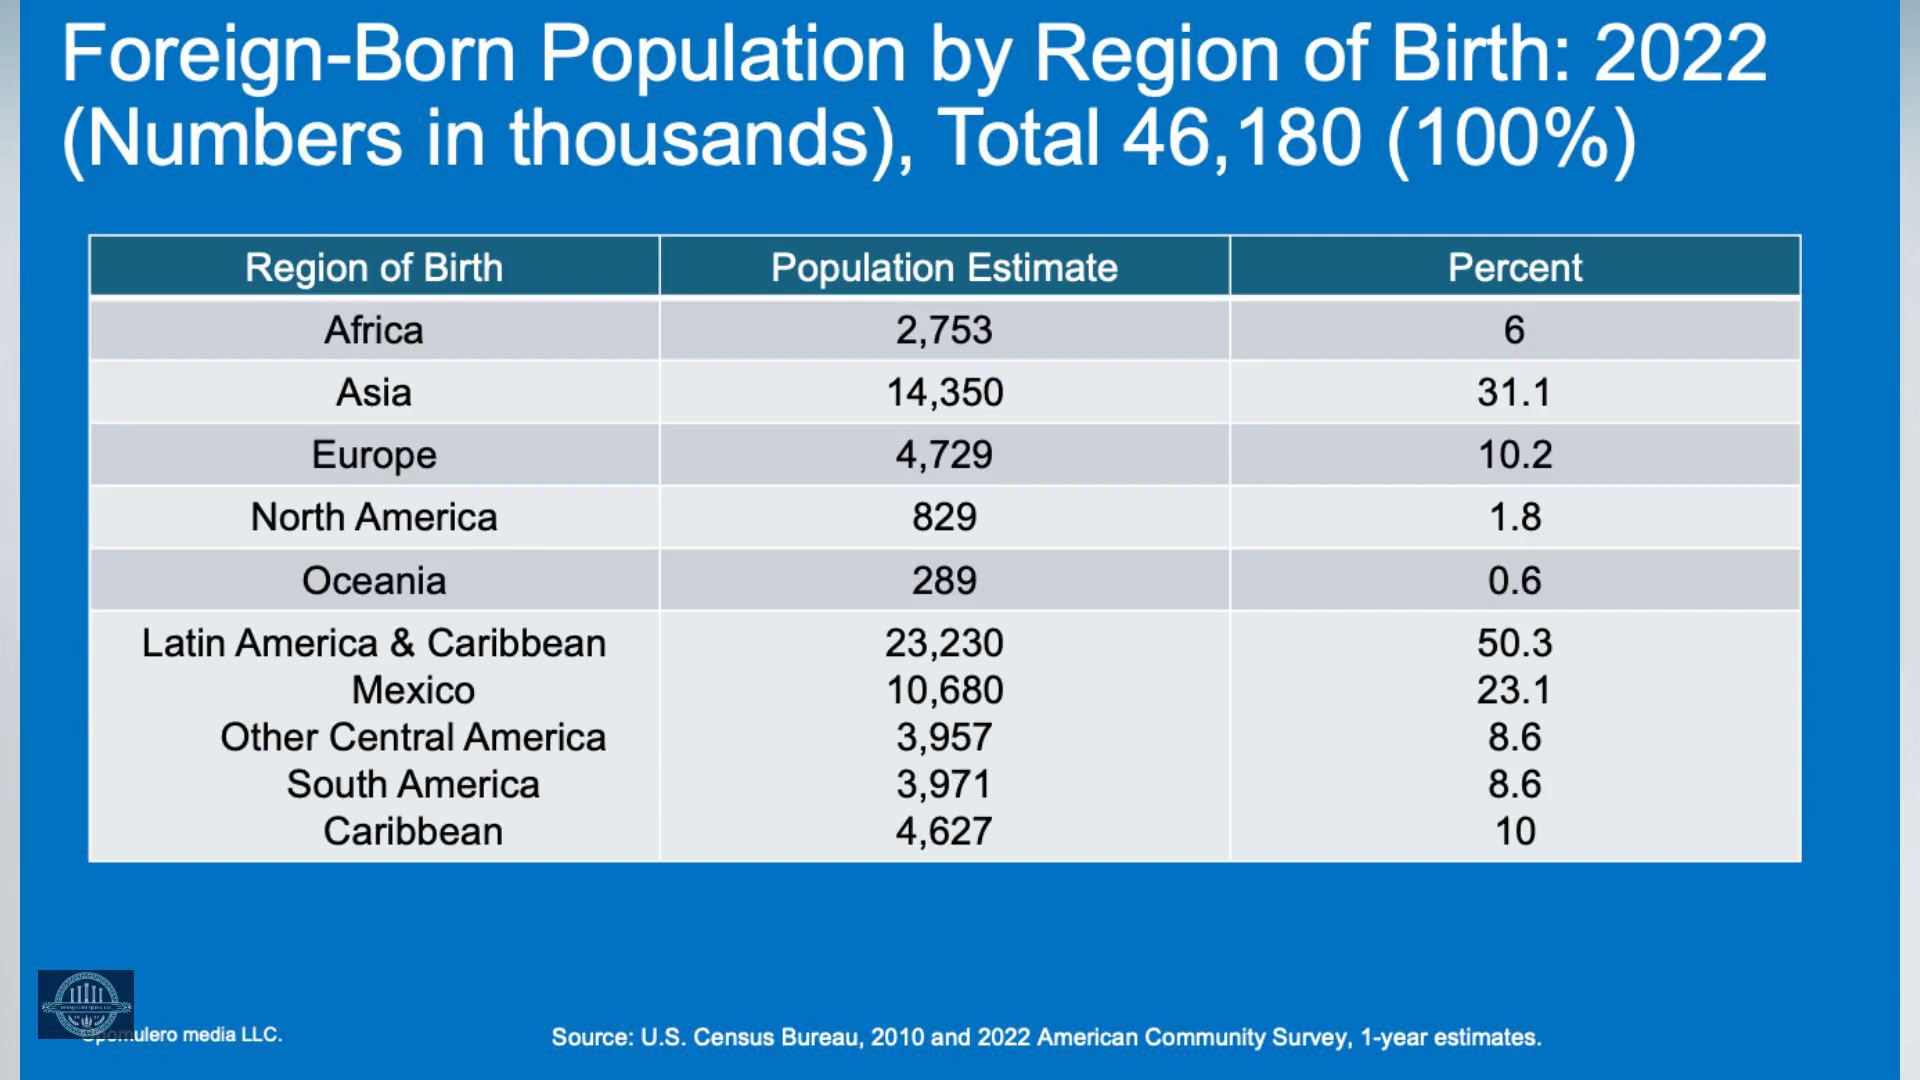 Foreign-Born Population by Region of Birth: 2022
(Numbers in thousands), Total 46,180 (100%)
Region of Birth Population Estimate Percent
Africa 2,753 6
Asia 14,350 31.1
Europe 4,729 10.2
North America 829 1.8
Oceania 289 0.6
Latin America & Caribbean 23,230 50.3
Mexico 10,680 23.1
Other Central America 3,957 8.6
South America 3,971 8.6
Caribbean 4,627 10
media LLC.
Source: U.S. Census Bureau, 2010 and 2022 American Community Survey, 1-year estimates.